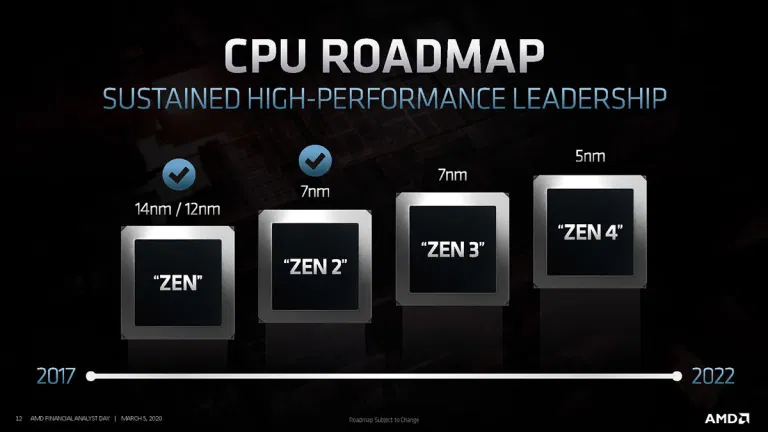 CPU ROADMAP
SUSTAINED HIGH-PERFORMANCE LEADERSHIP
14nm / 12nm
7nm
7nm
5nm
“ZEN”
“ZEN 2”
“ZEN 3”
“ZEN 4”
2017
2022
12 AMD FINANCIAL ANALYST DAY | MARCH 5, 2020
Roadmap Subject to Change
AMD